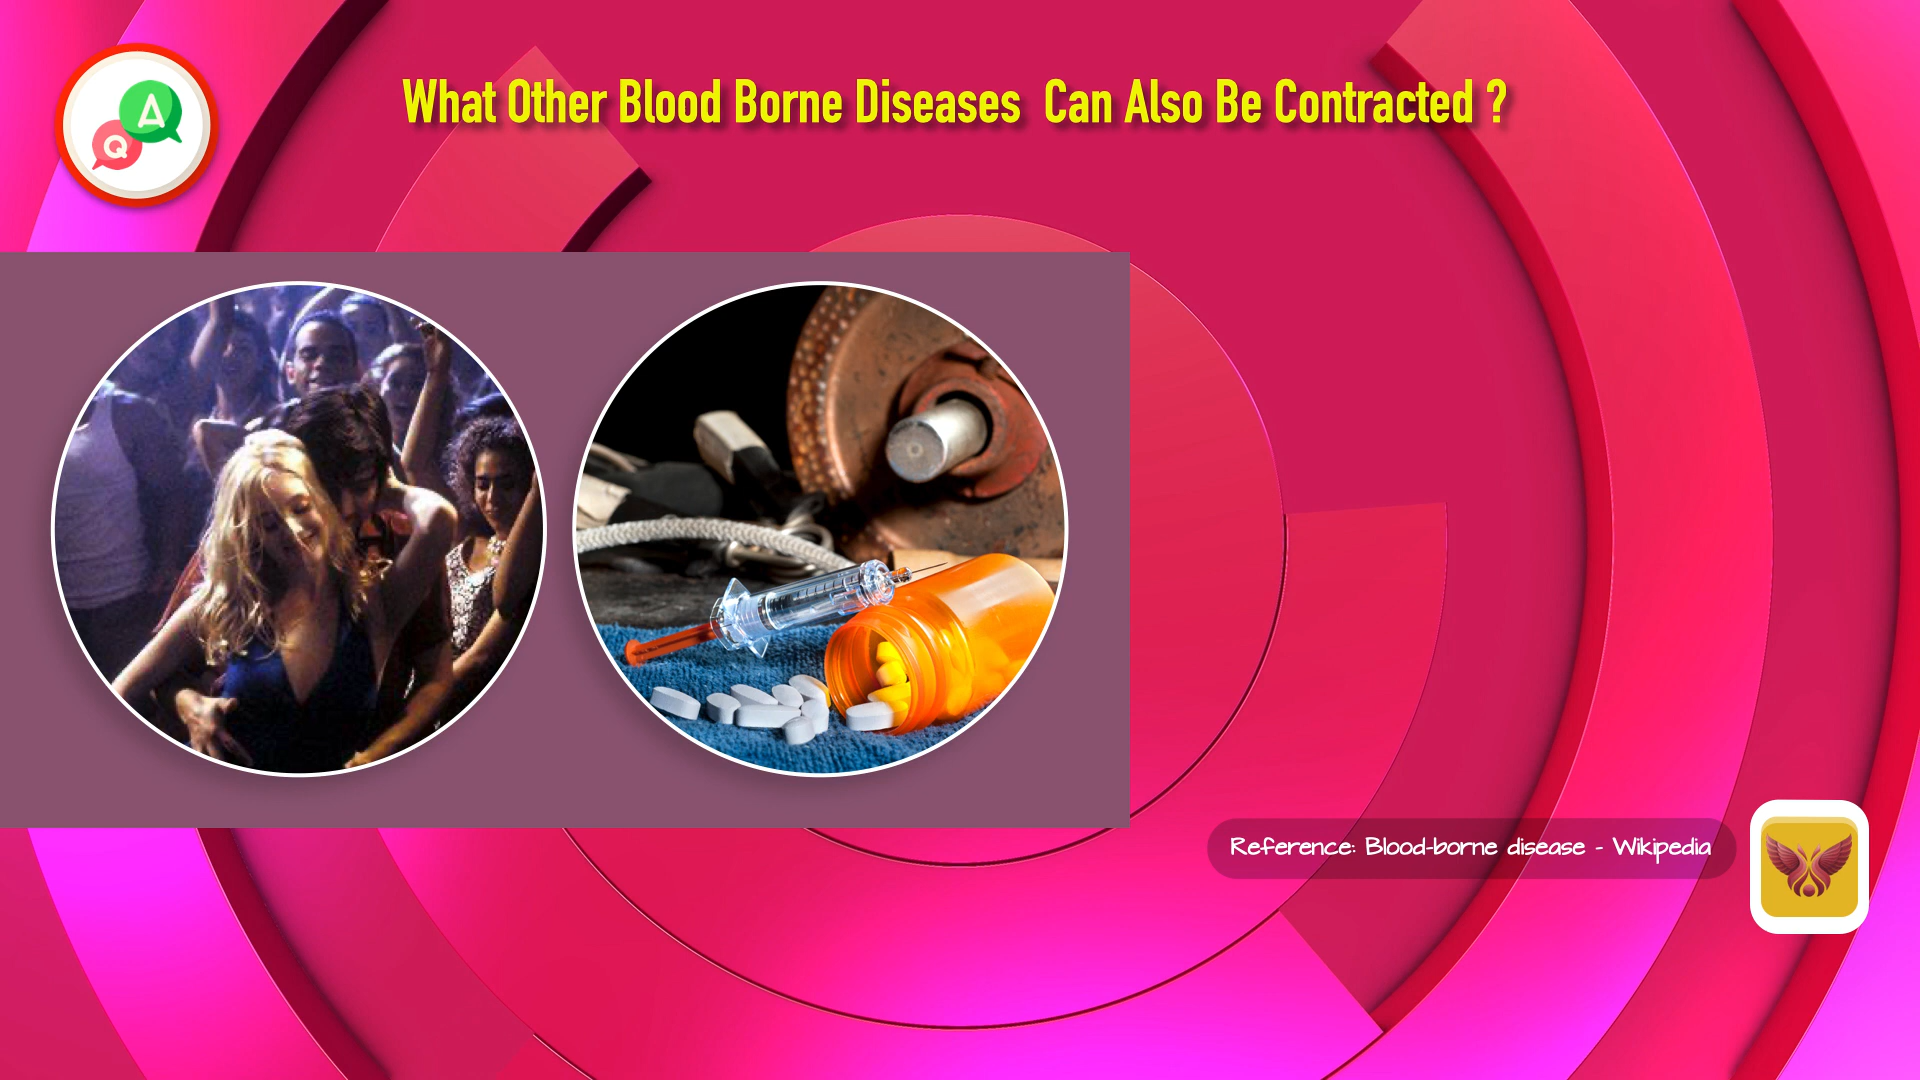 A
Q
What Other Blood Borne Diseases Can Also Be Contracted ?
Reference: Blood-borne disease - Wikipedia